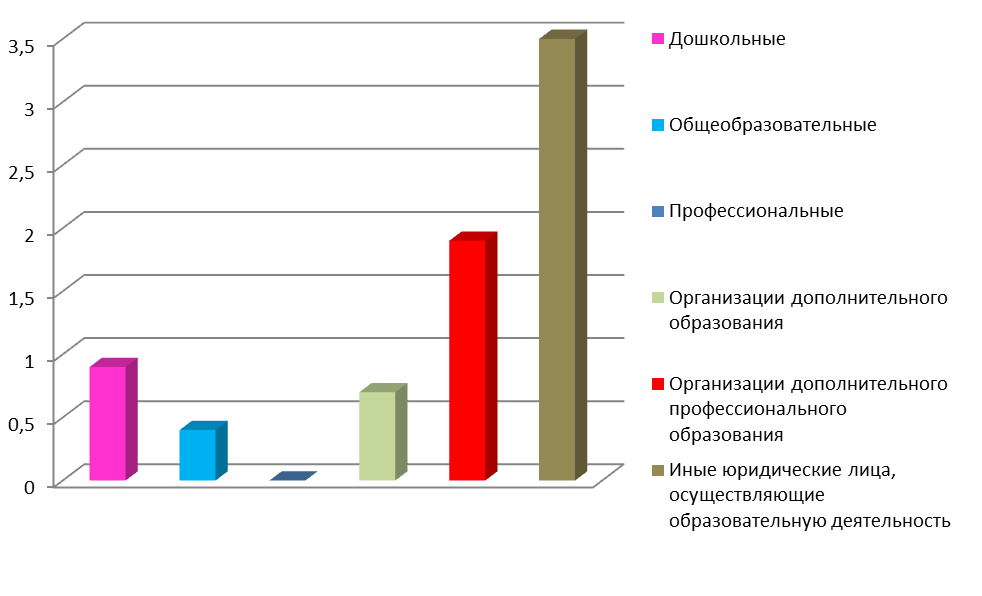 3,5
3
2,5
2
1,5
1
0,5
0
Дошкольные
Общеобразовательные
Профессиональные
Организации дополнительного
образования
Организации дополнительного
профессионального
образования
Иные юридические лица,
осуществляющие
образовательную деятельность